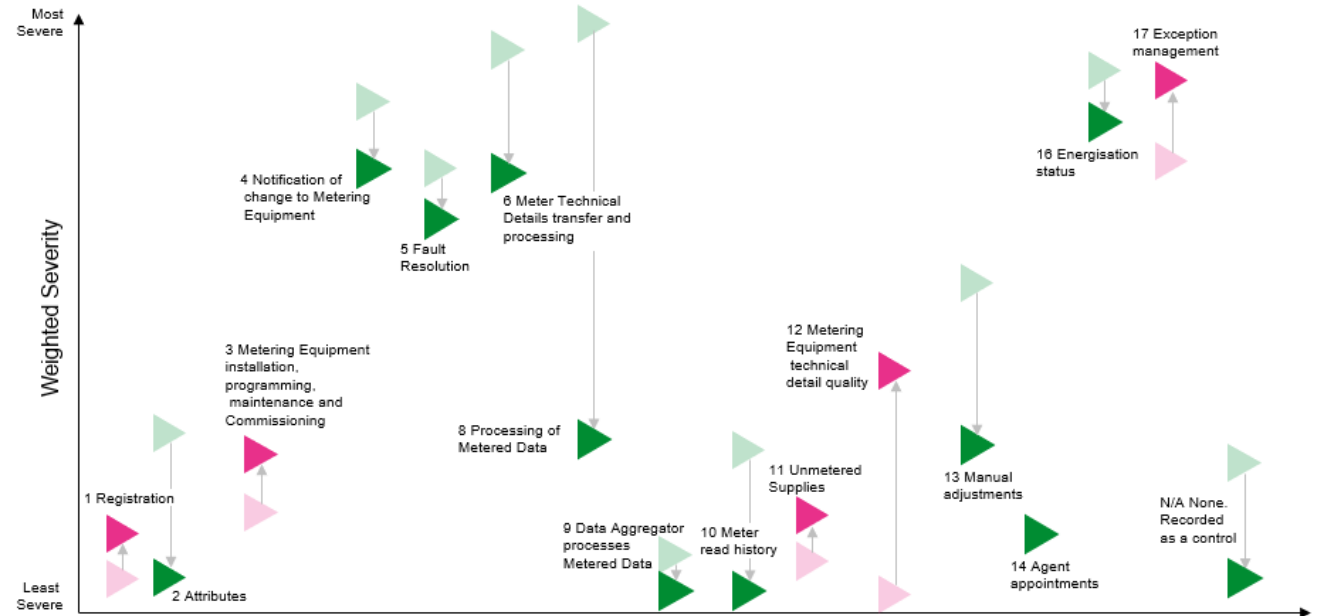 Most
Severe
17 Exception
management
16 Energisation
status
4 Notification of
change to Metering
Equipment
6 Meter Technical
Details transfer and
processing
5 Fault
Resolution
Weighted Severity
12 Metering
Equipment
technical
detail quality
3 Metering Equipment
installation,
programming,
maintenance and
Commissioning
8 Processing of
Metered Data
11 Unmetered
Supplies
13 Manual
adjustments
1 Registration
N/A None.
Recorded
as a control
9 Data Aggregator
processes
Metered Data
10 Meter
read history
14 Agent
appointments
2 Attributes
Least
Severe